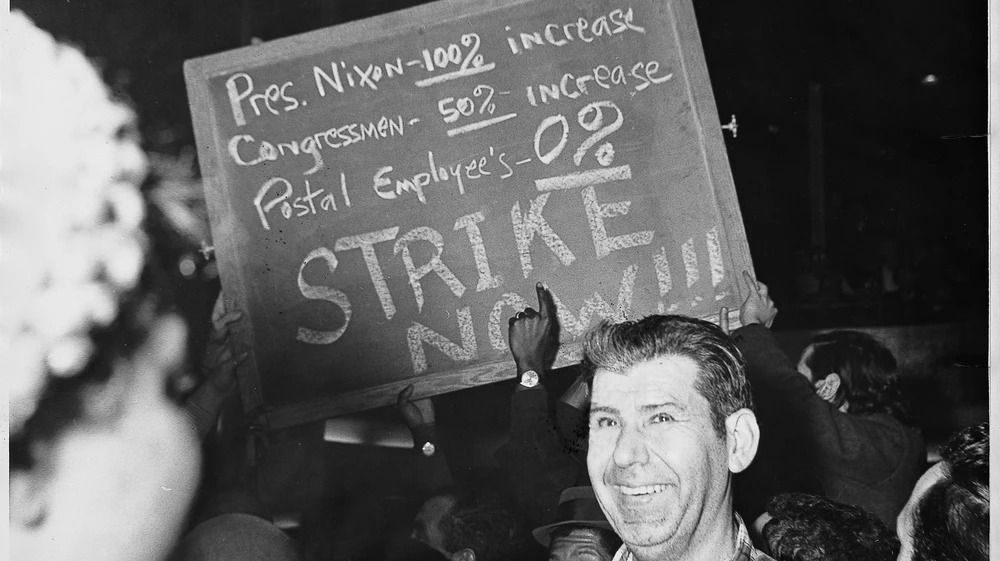 Pres. Nixon-100% increase
Congressmen- 50%- increase
Postal Employee's-0%
STRIKE
NOW!!!